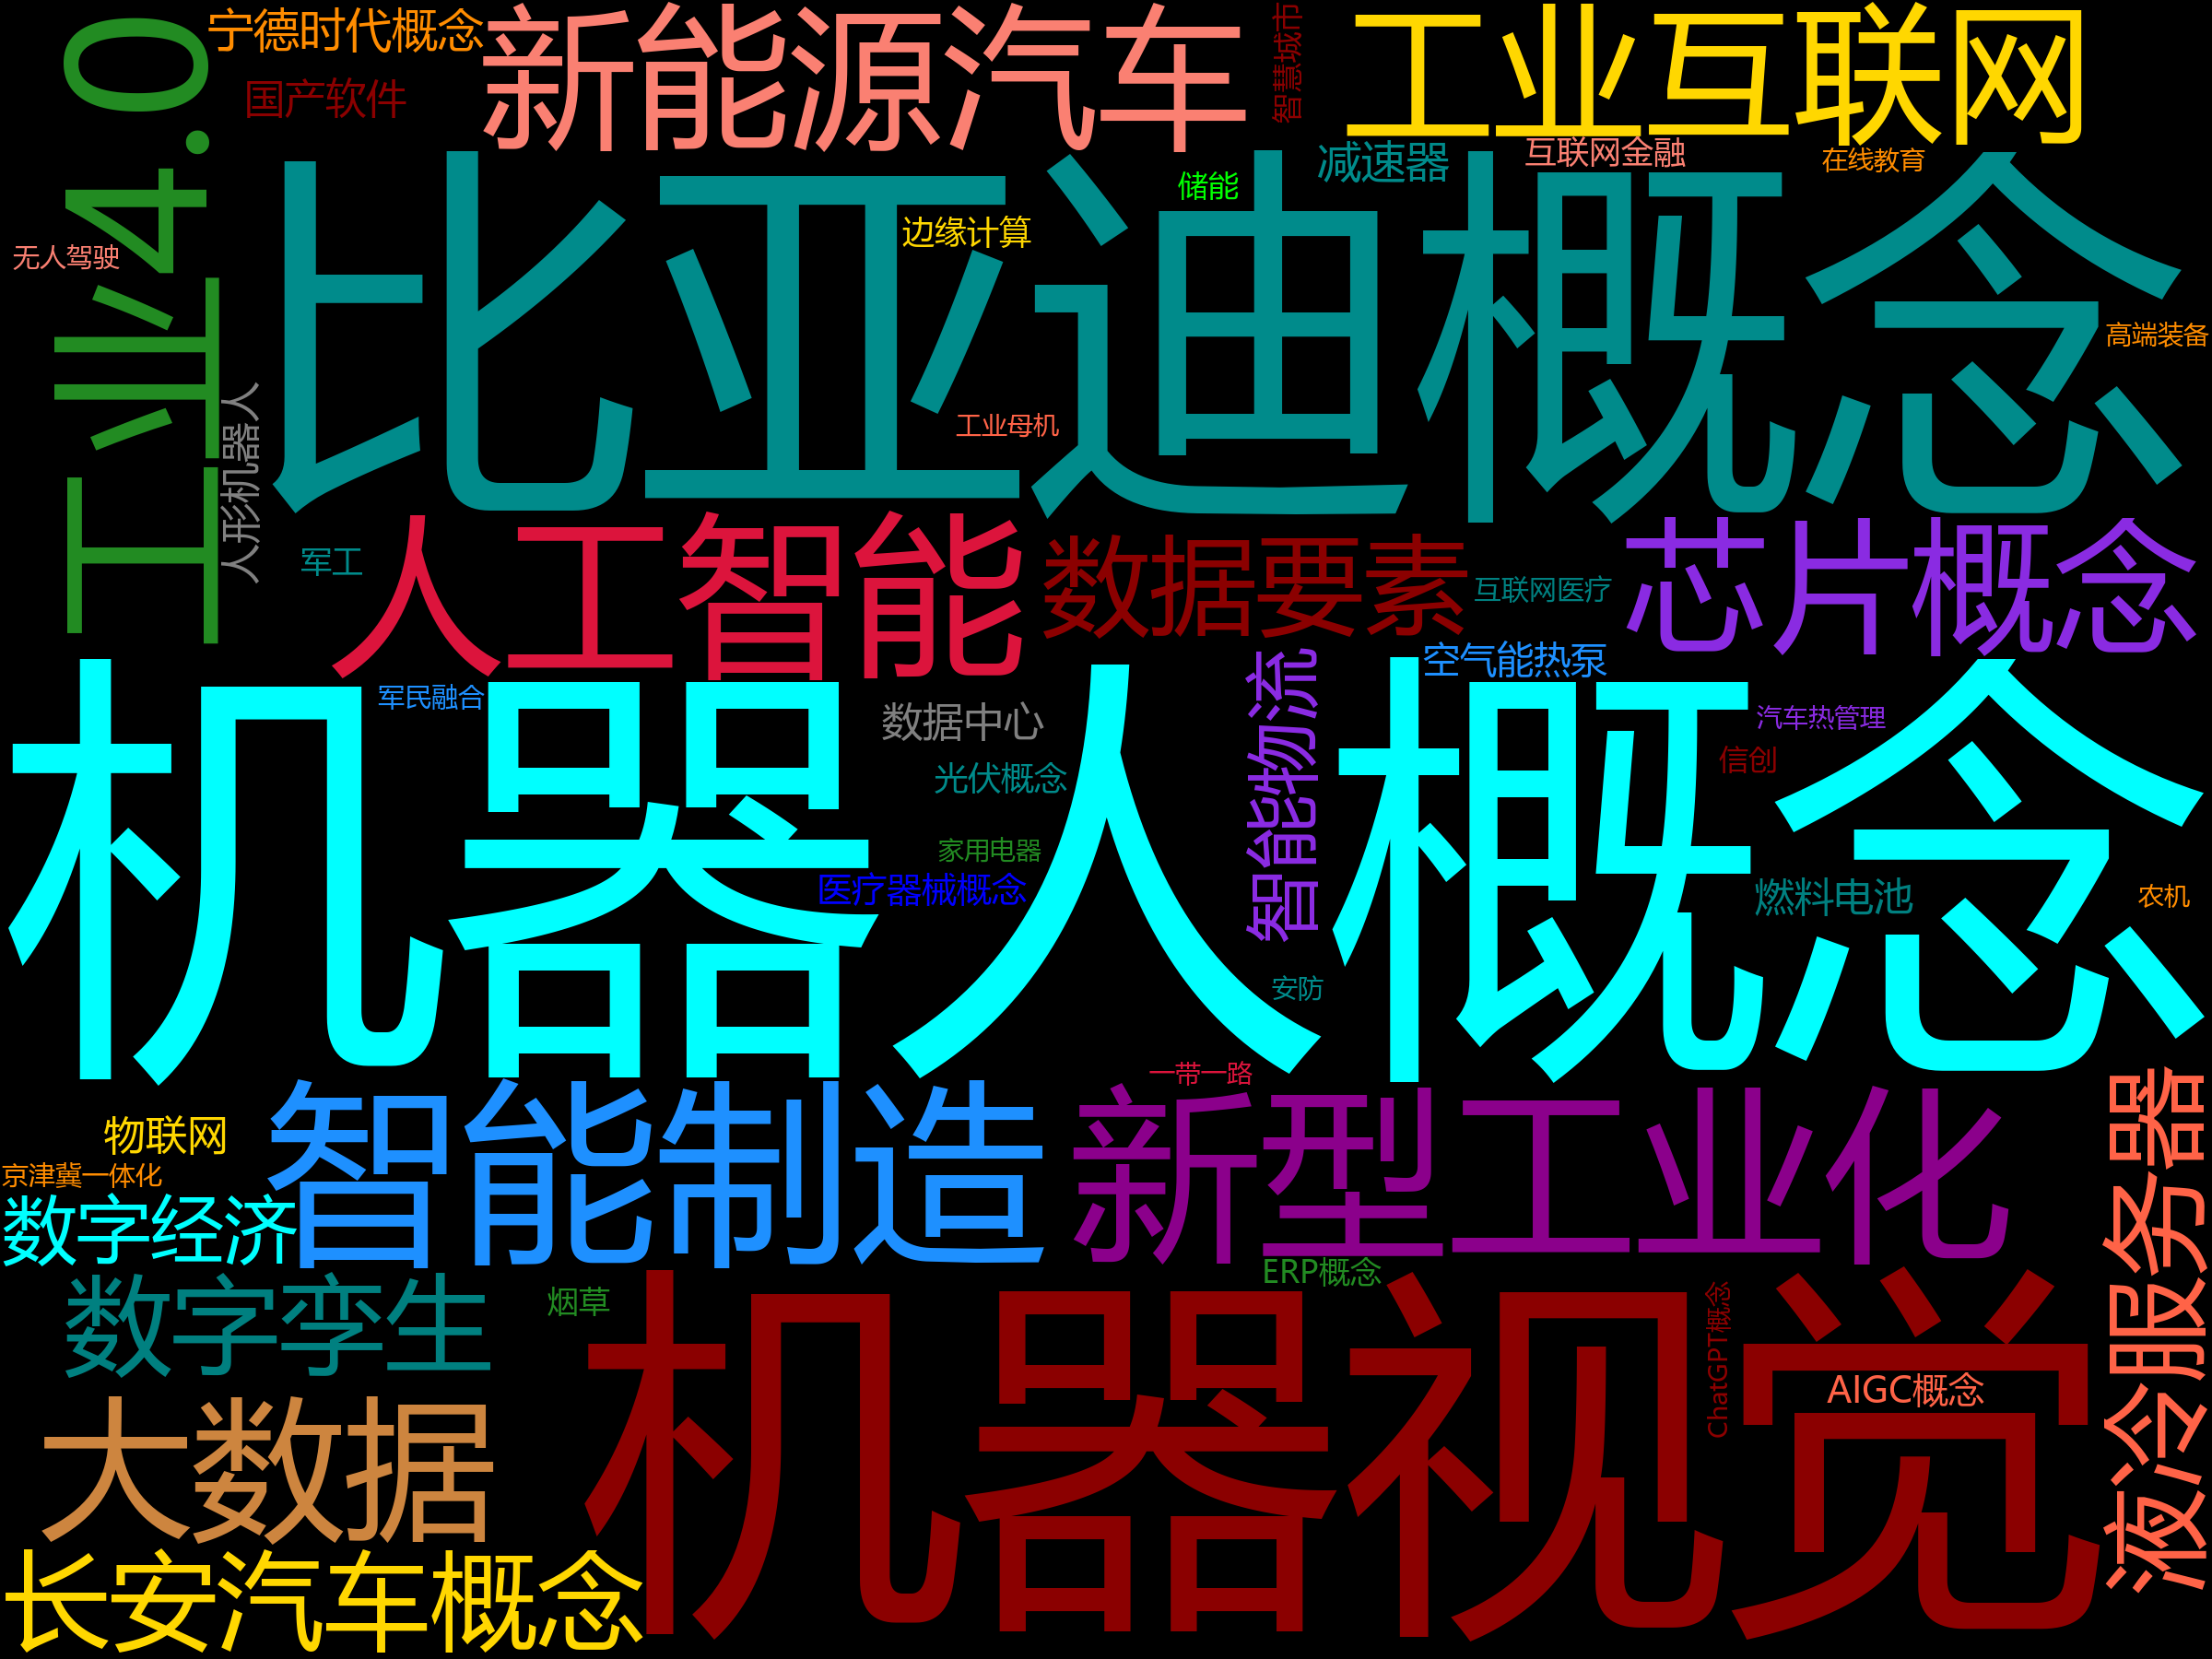 宁德时代概念
新能源汽车
智慧城市
工业互联网
国产软件
工业4.0
减速器
互联网金融
在线教育
储能
边缘计算
无人驾驶
比亚迪概念
高端装备
工业母机
人形机器人
军工
人工智能
数据要素
互联网医疗
芯片概念
空气能热泵
军民融合
数据中心
智能物流
汽车热管理
信创
光伏概念
机器人概念
家用电器
医疗器械概念
燃料电池
农机
安防
一带一路
物联网
智能制造
新型工业化
京津冀一体化
数字经济
液冷服务器
ERP概念
数字孪生
烟草
ChatGPT概念
AIGC概念
机器视觉
大数据
长安汽车概念